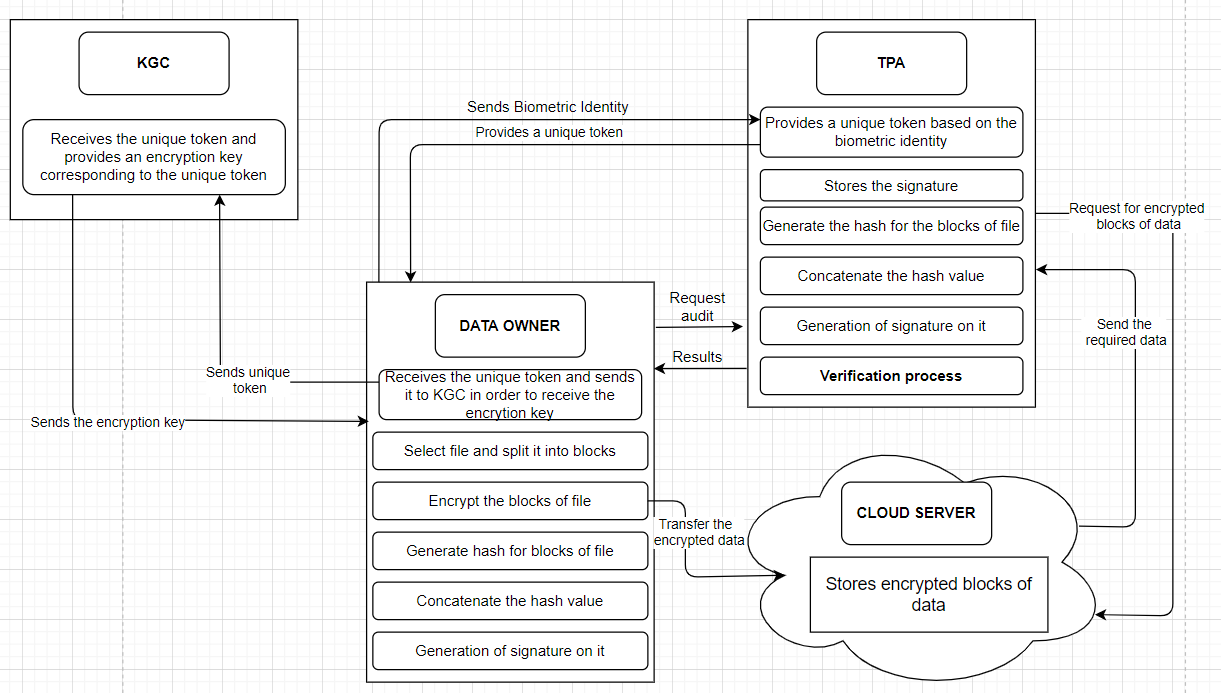 KGC
Receives the unique token and
provides an encryption key
corresponding to the unique token
Sends Biometric Identity
Provides a unique token
TPA
Provides a unique token based on the
biometric identity
Stores the signature
Generate the hash for the blocks of file
Concatenate the hash value
Generation of signature on it
Verification process
Request for encrypted
blocks of data
Send the
required data
Request
audit
Results
Sends unique
token
Sends the encryption key
DATA OWNER
Receives the unique token and sends
it to KGC in order to receive the
encrytion key
Select file and split it into blocks
Encrypt the blocks of file
Generate hash for blocks of file
Concatenate the hash value
Generation of signature on it
Transfer the
encrypted data
CLOUD SERVER
Stores encrypted blocks of
data